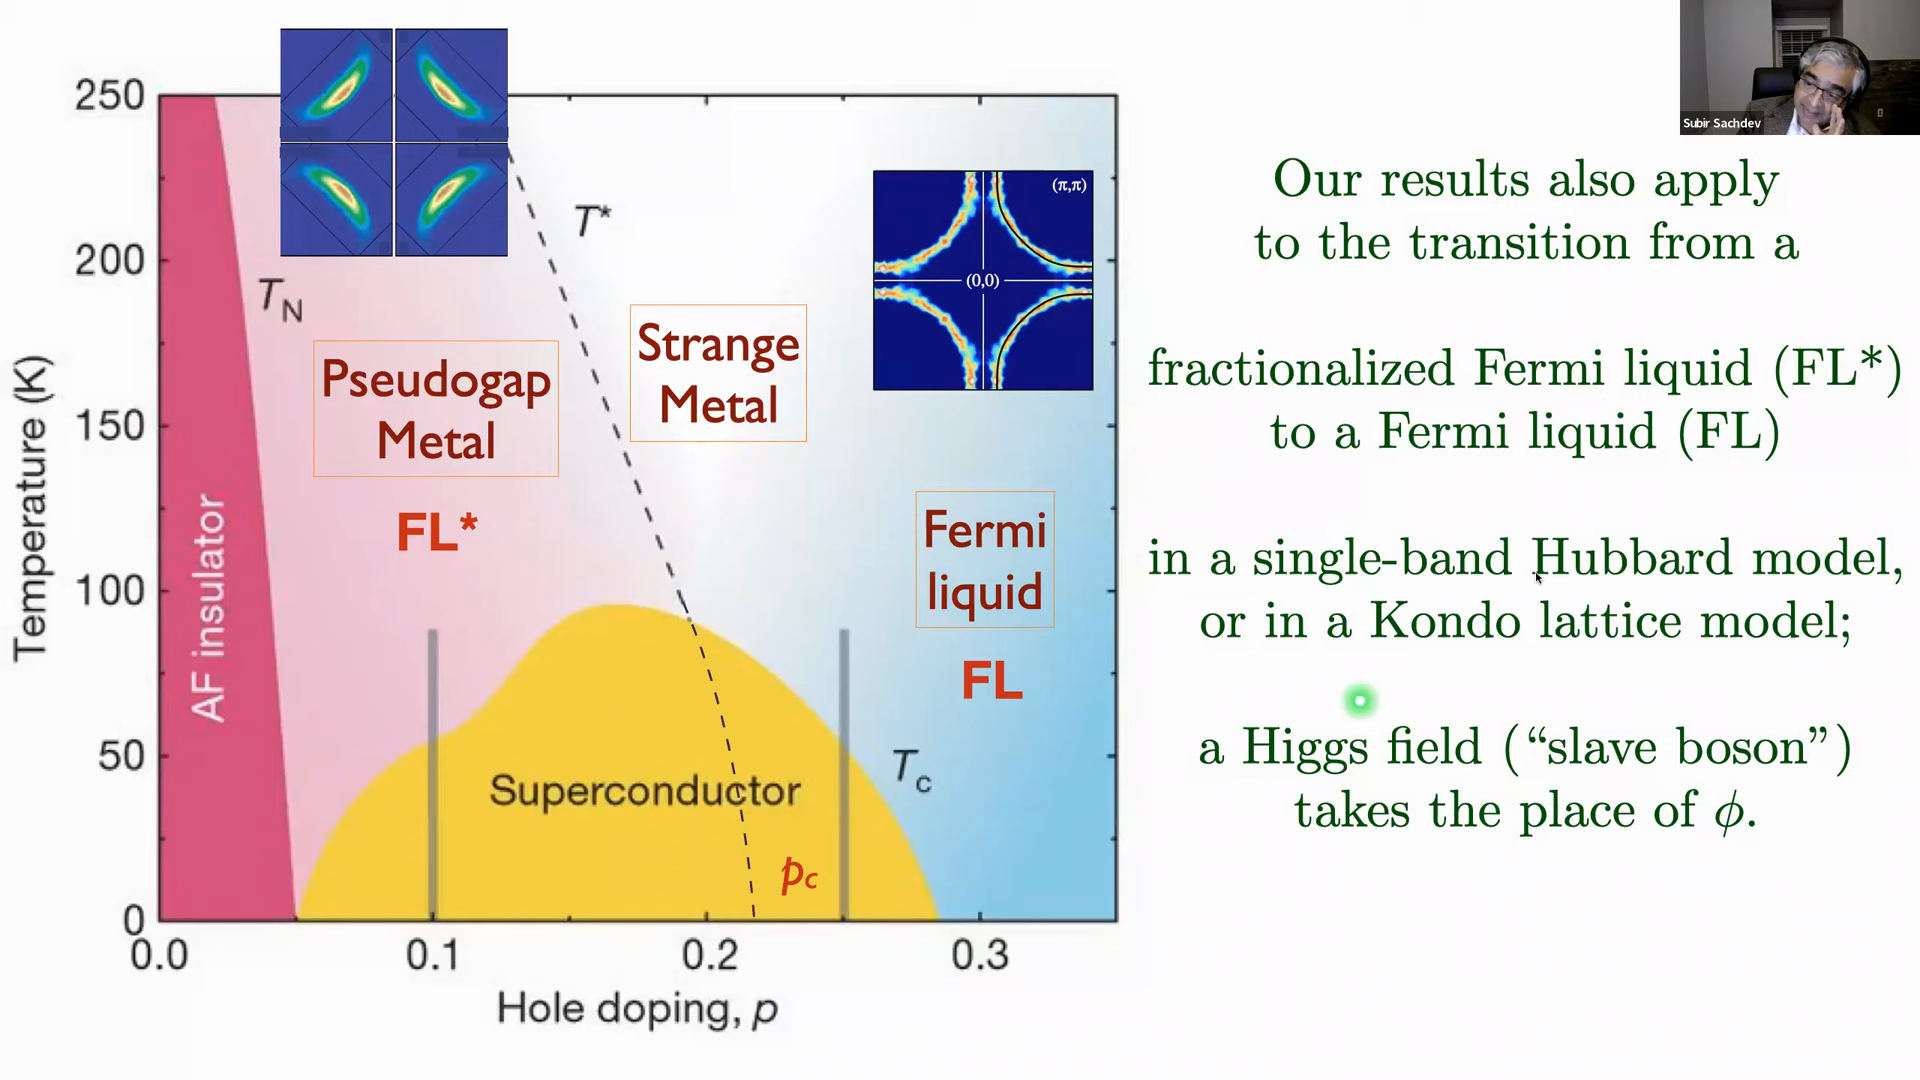 Subir Sachdev
Our results also apply
to the transition from a
fractionalized Fermi liquid (FL*)
to a Fermi liquid (FL)
in a single-band Hubbard model,
or in a Kondo lattice model;
a Higgs field (“slave boson”)
takes the place of ϕ.
Temperature (K)
250
200
150
100
50
0
0.0
0.1
0.2
0.3
Hole doping, p
AF insulator
TN
Pseudogap
Metal
FL*
T*
Strange
Metal
(π,π)
(0,0)
Fermi
liquid
FL
Superconductor
Tc
pc